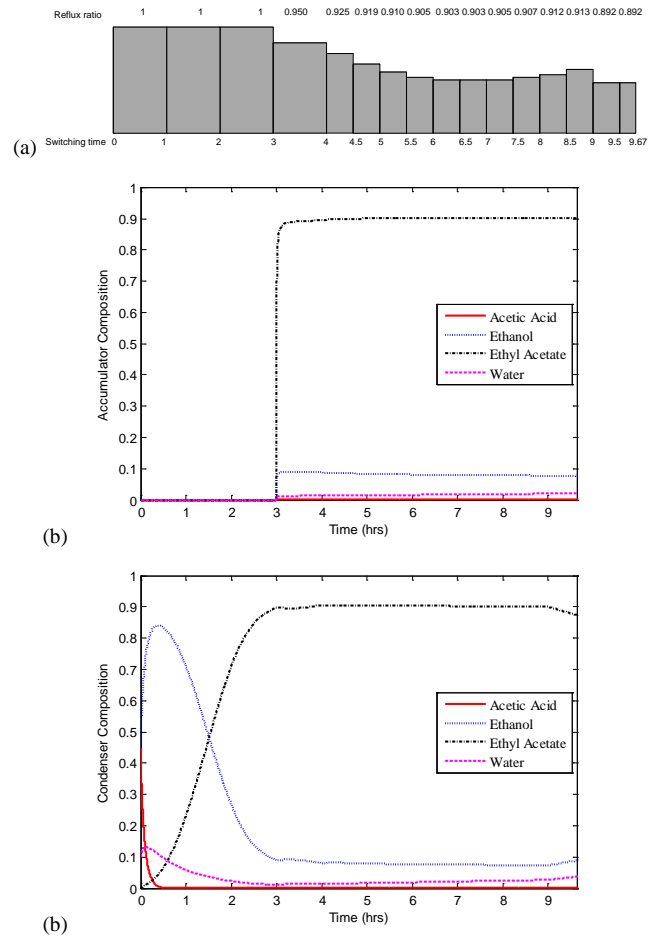 Reflux ratio 1 1 1 0.950 0.925 0.919 0.910 0.905 0.903 0.903 0.905 0.907 0.912 0.913 0.892 0.892
(a) Switching time 0 1 2 3 4 4.5 5 5.5 6 6.5 7 7.5 8 8.5 9 9.5 9.67
1
0.9
0.8
0.7
0.6
0.5
0.4
0.3
0.2
0.1
0
Accumulator Composition
Acetic Acid
Ethanol
Ethyl Acetate
Water
0 1 2 3 4 5 6 7 8 9
Time (hrs)
(b)
1
0.9
0.8
0.7
0.6
0.5
0.4
0.3
0.2
0.1
0
Condenser Composition
Acetic Acid
Ethanol
Ethyl Acetate
Water
0 1 2 3 4 5 6 7 8 9
Time (hrs)
(b)